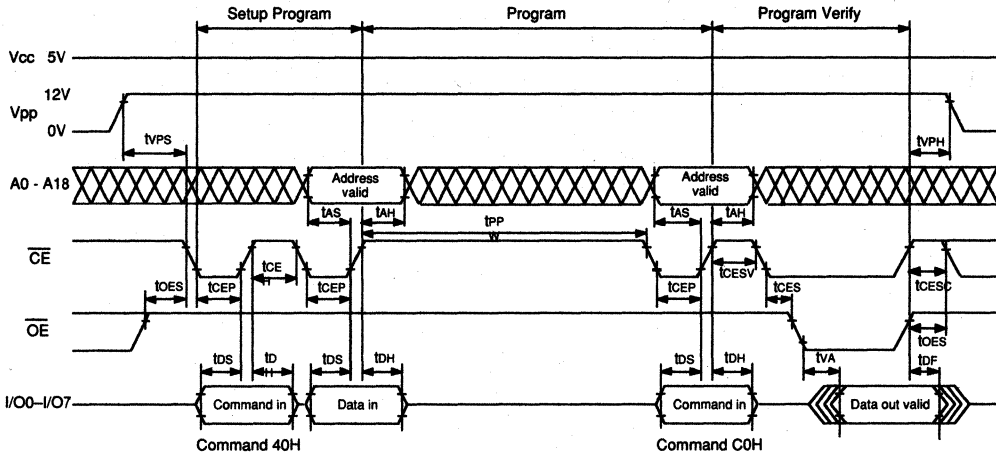 Setup Program Program Program Verify
Vcc 5V
12V
Vpp
0V
tVPS tVPH
A0 - A18 Address valid Address valid
tAS tAH tPP tAS tAH
W
CE
tCE
H
tOES tCEP tCEP tCEP tCESV tCES tCESC
OE
tOES
tDS tD tDS tDH tDS tDH tVA tDF
H
I/O0–I/O7 Command in Data in Command in Data out valid
Command 40H Command C0H